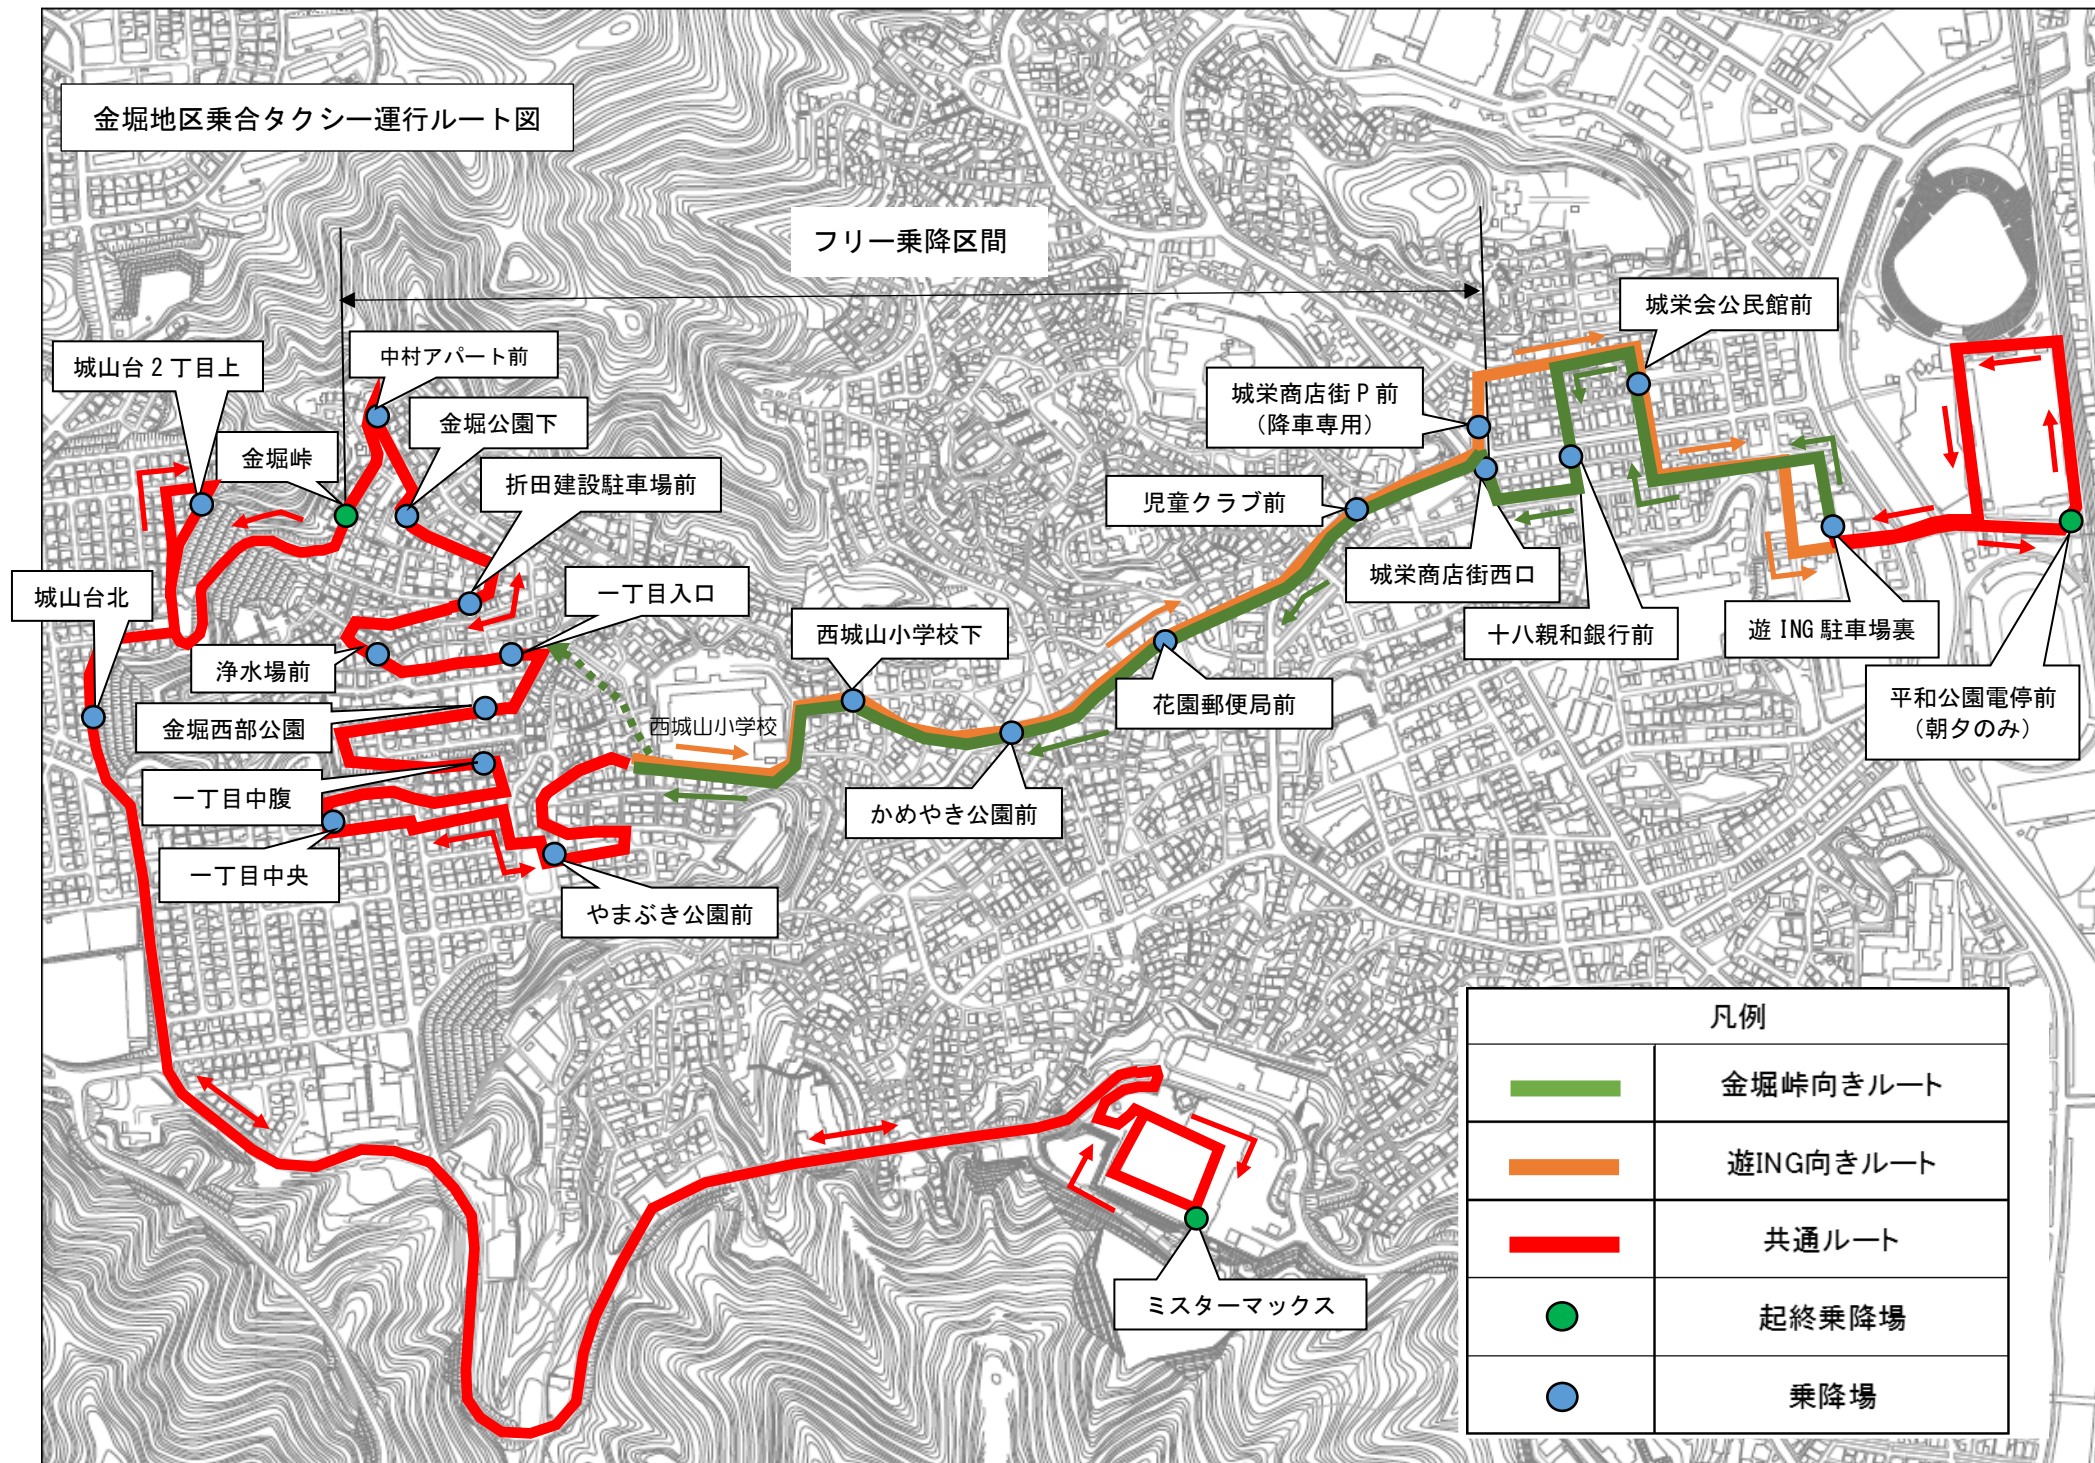 金堀地区乗合タクシー運行ルート図
フリー乗降区間
城栄会公民館前
中村アパート前
城山台２丁目上
城栄商店街Ｐ前
（降車専用）
金堀公園下
金堀峠
折田建設駐車場前
児童クラブ前
城栄商店街西口
一丁目入口
城山台北
西城山小学校下
十八親和銀行前
遊 ING 駐車場裏
浄水場前
花園郵便局前
平和公園電停前
（朝夕のみ）
金堀西部公園
西城山小学校
一丁目中腹
かめやき公園前
一丁目中央
やまぶき公園前
ミスターマックス
凡例
金堀峠向きルート
遊ING向きルート
共通ルート
起終乗降場
乗降場